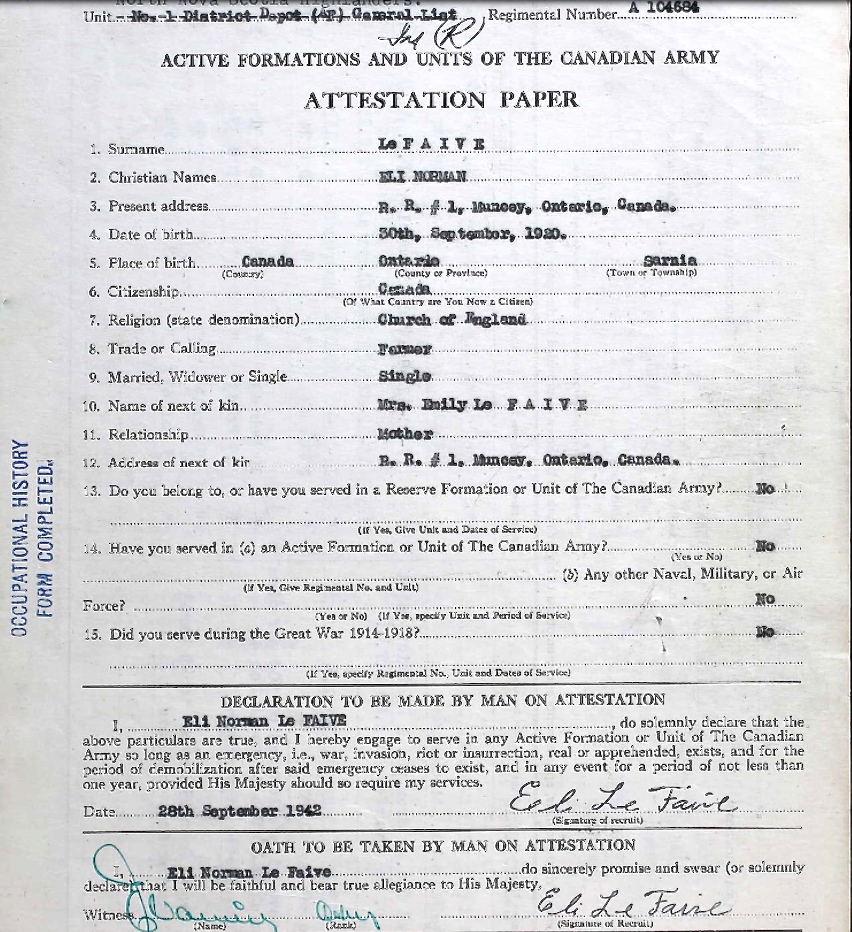 North Nova Scotia Highlanders.
Unit No. 1 District Depot (AF) General List Regimental Number A 104684
Inf (R)
ACTIVE FORMATIONS AND UNITS OF THE CANADIAN ARMY
ATTESTATION PAPER
1. Surname Le F A I V E
2. Christian Names ELI NORMAN
3. Present address R. R. # 1, Muncey, Ontario, Canada.
4. Date of birth 30th, September, 1920.
5. Place of birth Canada Ontario Sarnia
(Country) (County or Province) (Town or Township)
6. Citizenship Canada
(Of What Country are You Now a Citizen)
7. Religion (state denomination) Church of England
8. Trade or Calling Farmer
9. Married, Widower or Single Single
10. Name of next of kin Mrs. Emily Le F A I V E
11. Relationship Mother
12. Address of next of kin R. R. # 1, Muncey, Ontario, Canada.
13. Do you belong to, or have you served in a Reserve Formation or Unit of The Canadian Army? No
(If Yes, Give Unit and Dates of Service)
14. Have you served in (a) an Active Formation or Unit of The Canadian Army? No
(Yes or No)
(b) Any other Naval, Military, or Air
(If Yes, Give Regimental No. and Unit)
Force? No
(Yes or No) (If Yes, specify Unit and Period of Service)
15. Did you serve during the Great War 1914-1918? No
(If Yes, specify Regimental No., Unit and Dates of Service)
OCCUPATIONAL HISTORY
FORM COMPLETED.
DECLARATION TO BE MADE BY MAN ON ATTESTATION
I, Eli Norman Le FAIVE, do solemnly declare that the
above particulars are true, and I hereby engage to serve in any Active Formation or Unit of The Canadian
Army so long as an emergency, i.e., war, invasion, riot or insurrection, real or apprehended, exists, and for the
period of demobilization after said emergency ceases to exist, and in any event for a period of not less than
one year, provided His Majesty should so require my services.
Eli Le Faive
Date 28th September 1942
(Signature of recruit)
OATH TO BE TAKEN BY MAN ON ATTESTATION
I, Eli Norman Le Faive do sincerely promise and swear (or solemnly
declare) that I will be faithful and bear true allegiance to His Majesty.
Eli Le Faive
Witness
(Name) (Rank) (Signature of Recruit)